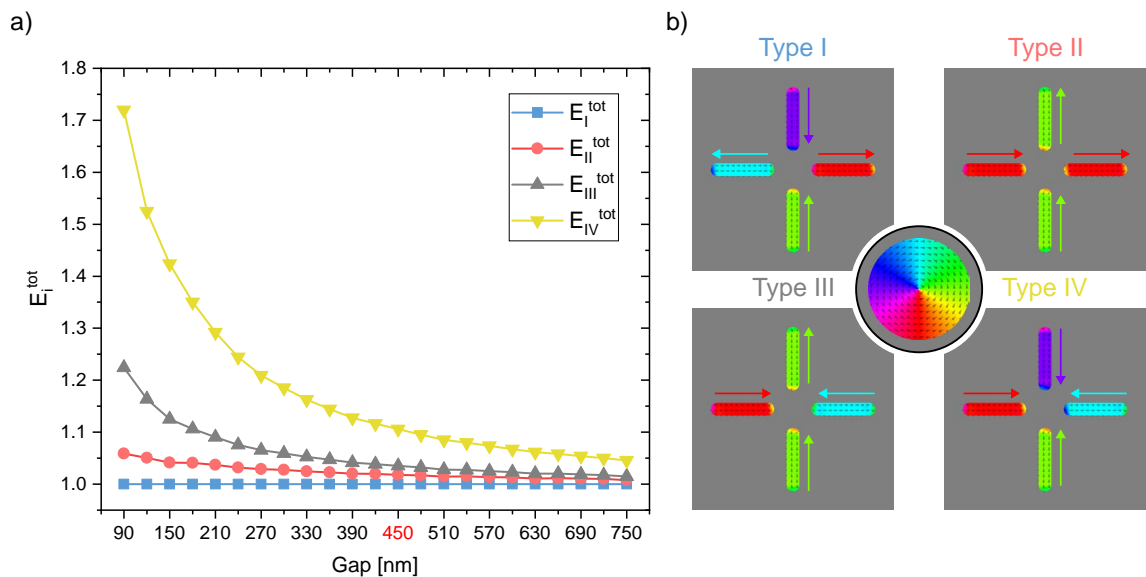 a)
1.8
1.7
1.6
1.5
1.4
1.3
1.2
1.1
1.0
E_i^tot
90 150 210 270 330 390 450 510 570 630 690 750
Gap [nm]
E_I^tot
E_II^tot
E_III^tot
E_IV^tot
b)
Type I
Type II
Type III
Type IV